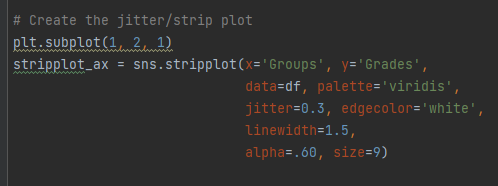 # Create the jitter/strip plot
plt.subplot(1, 2, 1)
stripplot_ax = sns.stripplot(x='Groups', y='Grades',
                             data=df, palette='viridis',
                             jitter=0.3, edgecolor='white',
                             linewidth=1.5,
                             alpha=.60, size=9)